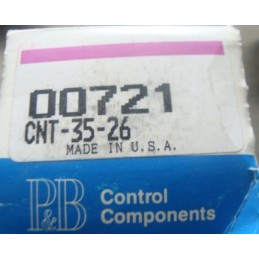 00721
CNT-35-26
MADE IN U.S.A.
P&B
Control
Components